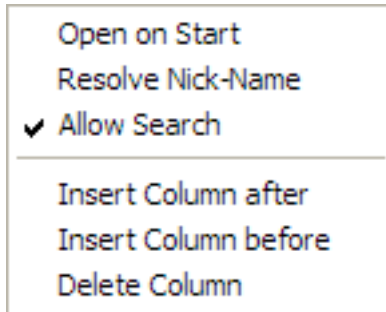 Open on Start
Resolve Nick-Name
Allow Search
Insert Column after
Insert Column before
Delete Column